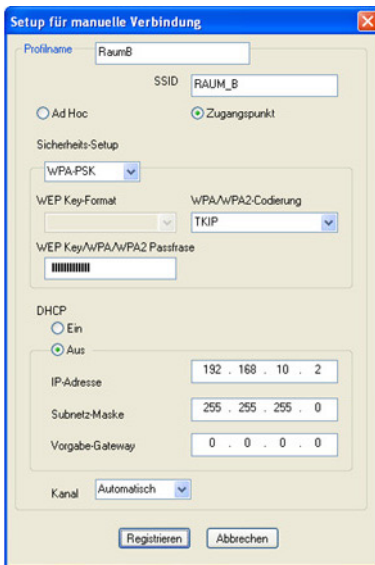 Setup für manuelle Verbindung
Profilname RaumB
SSID RAUM_B
Ad Hoc Zugangspunkt
Sicherheits-Setup
WPA-PSK
WEP Key-Format WPA/WPA2-Codierung
TKIP
WEP Key/WPA/WPA2 Passfrase
DHCP
Ein
Aus
IP-Adresse 192 . 168 . 10 . 2
Subnetz-Maske 255 . 255 . 255 . 0
Vorgabe-Gateway 0 . 0 . 0 . 0
Kanal Automatisch
Registrieren Abbrechen